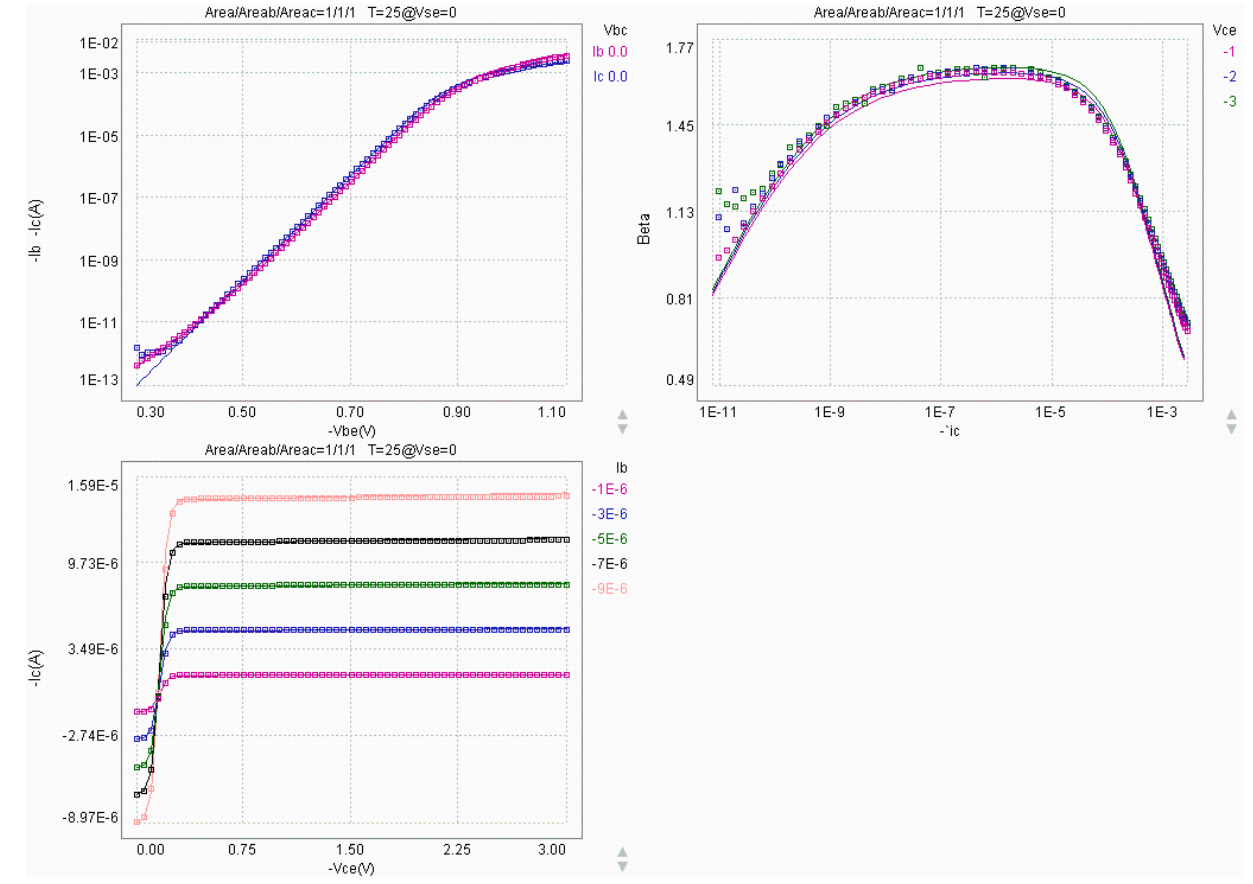 Area/Areab/Areac=1/1/1 T=25@Vse=0
Vbc
Ib 0.0
Ic 0.0
1E-02
1E-03
1E-05
1E-07
1E-09
1E-11
1E-13
-Ib -Ic(A)
0.30 0.50 0.70 0.90 1.10
-Vbe(V)
Area/Areab/Areac=1/1/1 T=25@Vse=0
Vce
-1
-2
-3
1.77
1.45
1.13
0.81
0.49
Beta
1E-11 1E-9 1E-7 1E-5 1E-3
-`ic
Area/Areab/Areac=1/1/1 T=25@Vse=0
Ib
-1E-6
-3E-6
-5E-6
-7E-6
-9E-6
1.59E-5
9.73E-6
3.49E-6
-2.74E-6
-8.97E-6
-Ic(A)
0.00 0.75 1.50 2.25 3.00
-Vce(V)